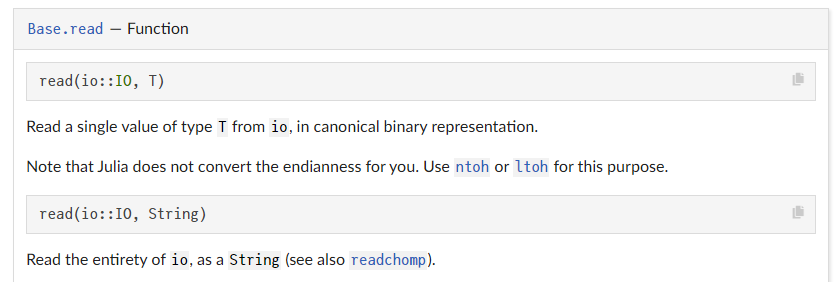 Base.read — Function
read(io::IO, T)
Read a single value of type T from io, in canonical binary representation.
Note that Julia does not convert the endianness for you. Use ntoh or ltoh for this purpose.
read(io::IO, String)
Read the entirety of io, as a String (see also readchomp).